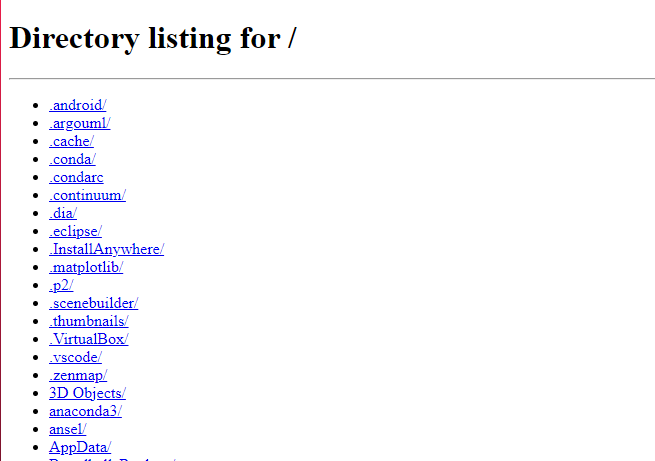 Directory listing for /
.android/
.argouml/
.cache/
.conda/
.condarc
.continuum/
.dia/
.eclipse/
.InstallAnywhere/
.matplotlib/
.p2/
.scenebuilder/
.thumbnails/
.VirtualBox/
.vscode/
.zenmap/
3D Objects/
anaconda3/
ansel/
AppData/